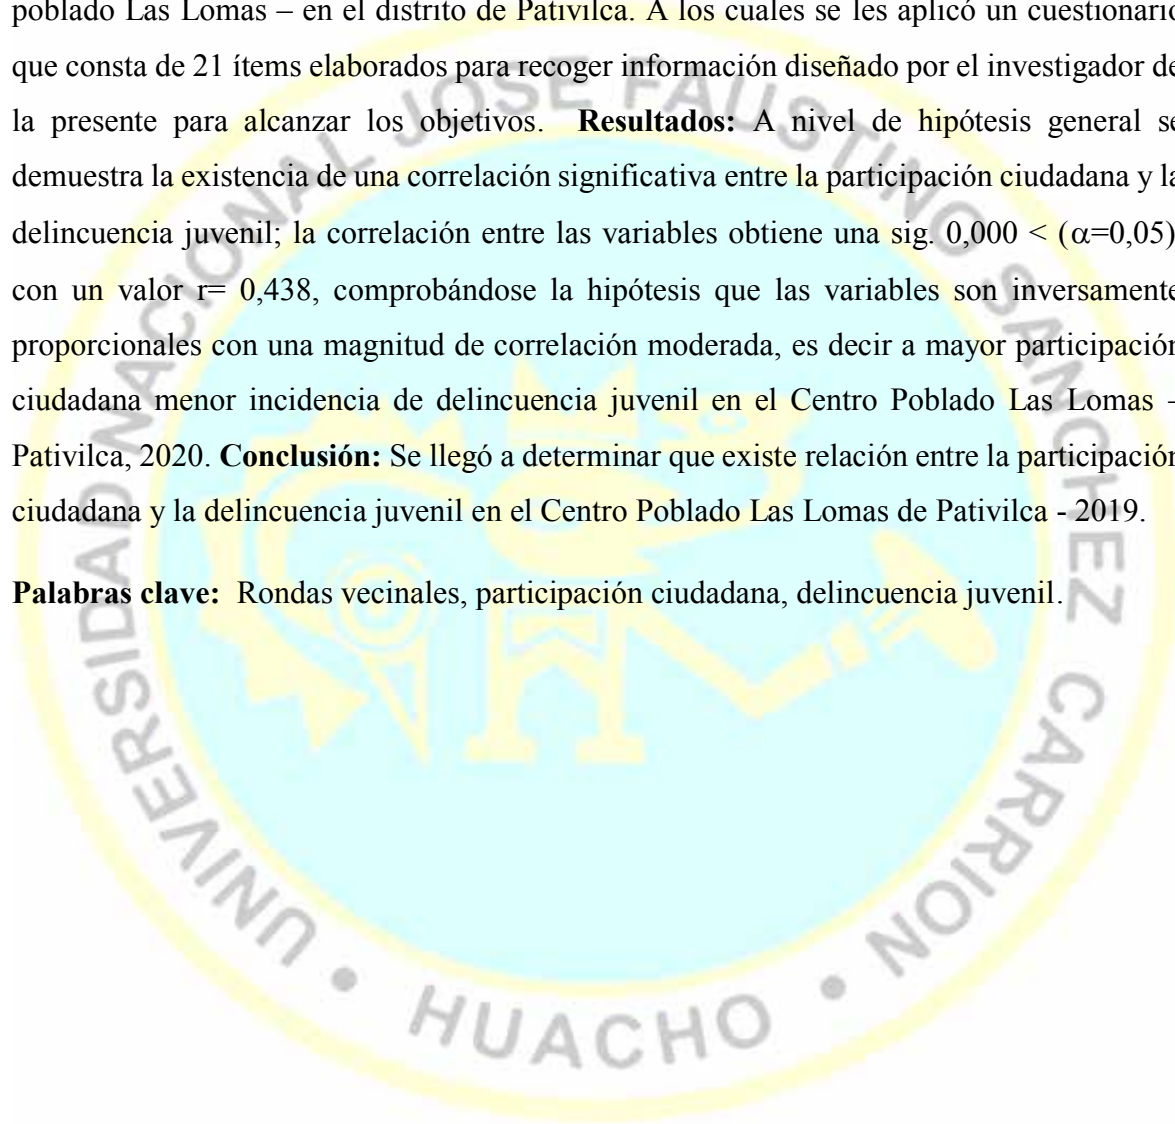 poblado Las Lomas – en el distrito de Pativilca. A los cuales se les aplicó un cuestionario
que consta de 21 ítems elaborados para recoger información diseñado por el investigador de
la presente para alcanzar los objetivos. Resultados: A nivel de hipótesis general se
demuestra la existencia de una correlación significativa entre la participación ciudadana y la
delincuencia juvenil; la correlación entre las variables obtiene una sig. 0,000 < (α=0,05)
con un valor r= 0,438, comprobándose la hipótesis que las variables son inversamente
proporcionales con una magnitud de correlación moderada, es decir a mayor participación
ciudadana menor incidencia de delincuencia juvenil en el Centro Poblado Las Lomas –
Pativilca, 2020. Conclusión: Se llegó a determinar que existe relación entre la participación
ciudadana y la delincuencia juvenil en el Centro Poblado Las Lomas de Pativilca - 2019.
Palabras clave: Rondas vecinales, participación ciudadana, delincuencia juvenil.
UNIVERSIDAD NACIONAL JOSE FAUSTINO SANCHEZ CARRION
• HUACHO •